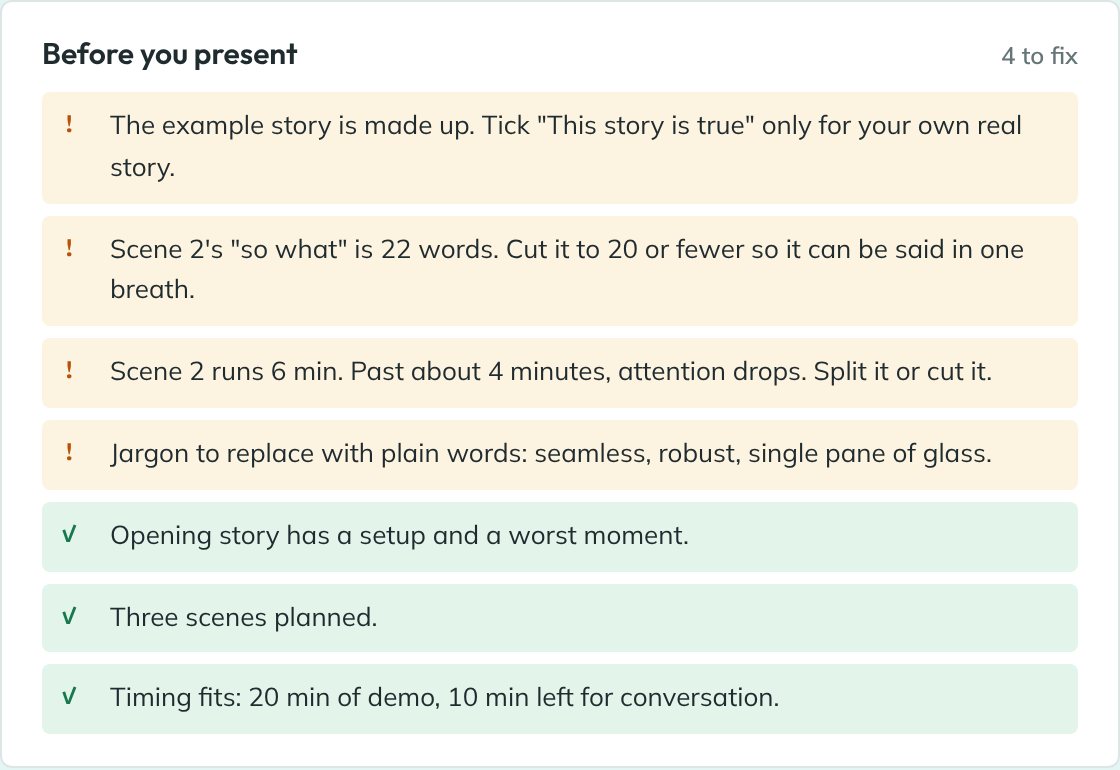 Before you present
4 to fix
! The example story is made up. Tick "This story is true" only for your own real
story.
! Scene 2's "so what" is 22 words. Cut it to 20 or fewer so it can be said in one
breath.
! Scene 2 runs 6 min. Past about 4 minutes, attention drops. Split it or cut it.
! Jargon to replace with plain words: seamless, robust, single pane of glass.
√ Opening story has a setup and a worst moment.
√ Three scenes planned.
√ Timing fits: 20 min of demo, 10 min left for conversation.